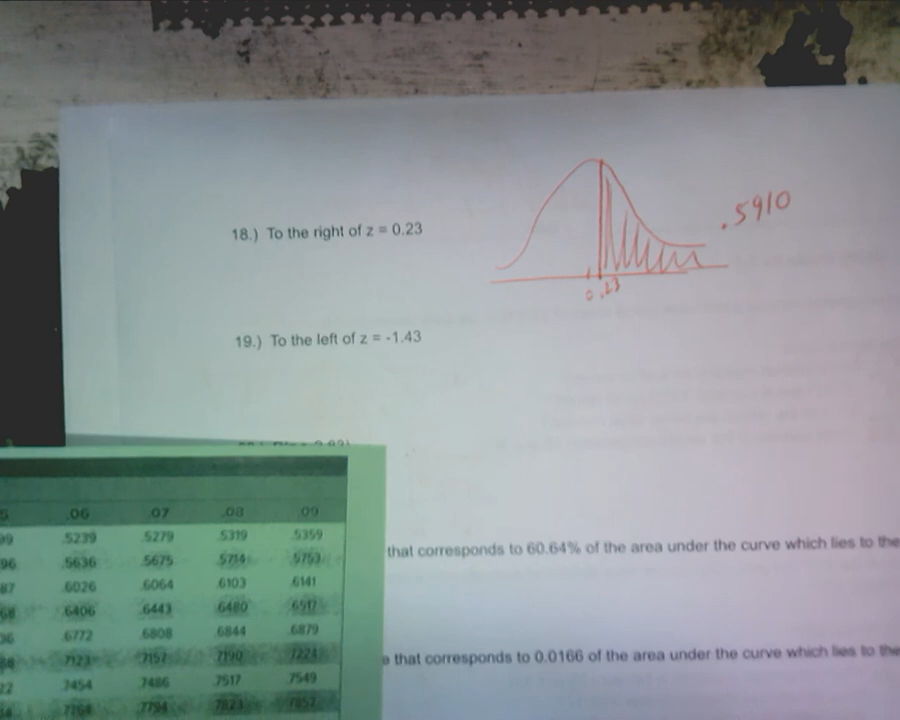 18.) To the right of z = 0.23
.5910
0 .23
19.) To the left of z = -1.43
.06 .07 .08 .09
.5239 .5279 .5319 .5359
.5636 .5675 .5714 .5753
.6026 .6064 .6103 .6141
.6406 .6443 .6480 .6517
.6772 .6808 .6844 .6879
.7123 .7157 .7190 .7224
.7454 .7486 .7517 .7549
.7764 .7794 .7823 .7852
that corresponds to 60.64% of the area under the curve which lies to the
that corresponds to 0.0166 of the area under the curve which lies to the